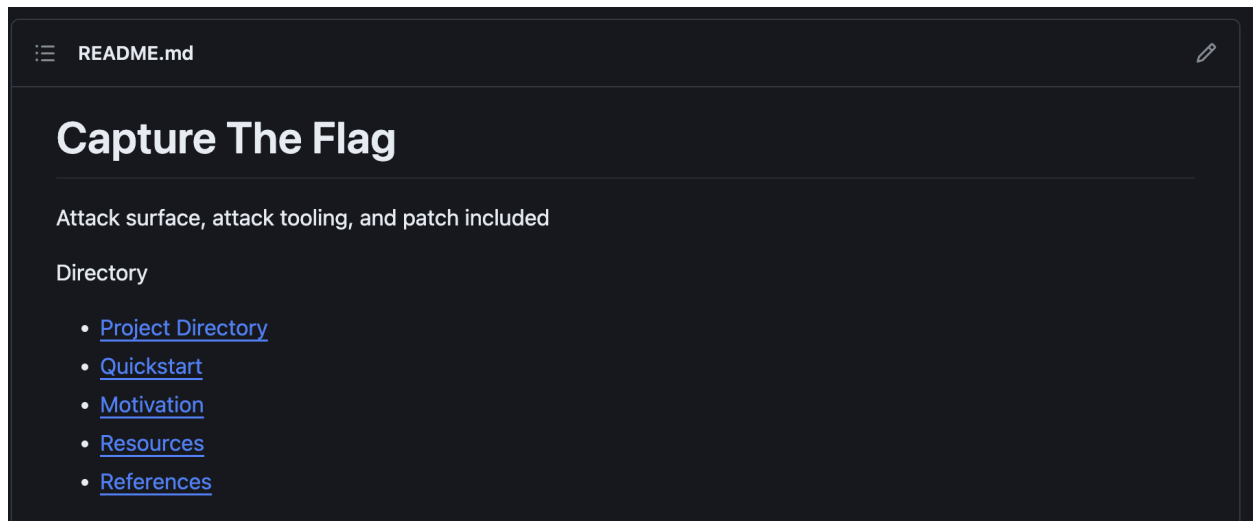 README.md
Capture The Flag
Attack surface, attack tooling, and patch included
Directory
Project Directory
Quickstart
Motivation
Resources
References